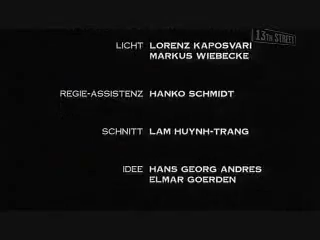 13TH STREET
LICHT LORENZ KAPOSVARI
MARKUS WIEBECKE
REGIE-ASSISTENZ HANKO SCHMIDT
SCHNITT LAM HUYNH-TRANG
IDEE HANS GEORG ANDRES
ELMAR GOERDEN